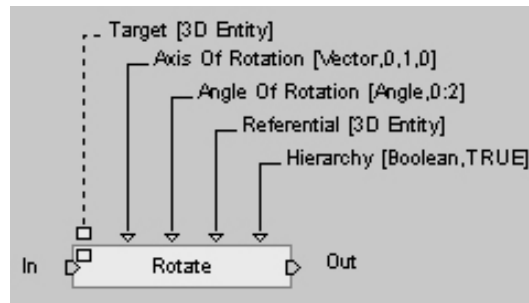 Target [3D Entity]
Axis Of Rotation [Vector,0,1,0]
Angle Of Rotation [Angle,0:2]
Referential [3D Entity]
Hierarchy [Boolean,TRUE]
In Rotate Out